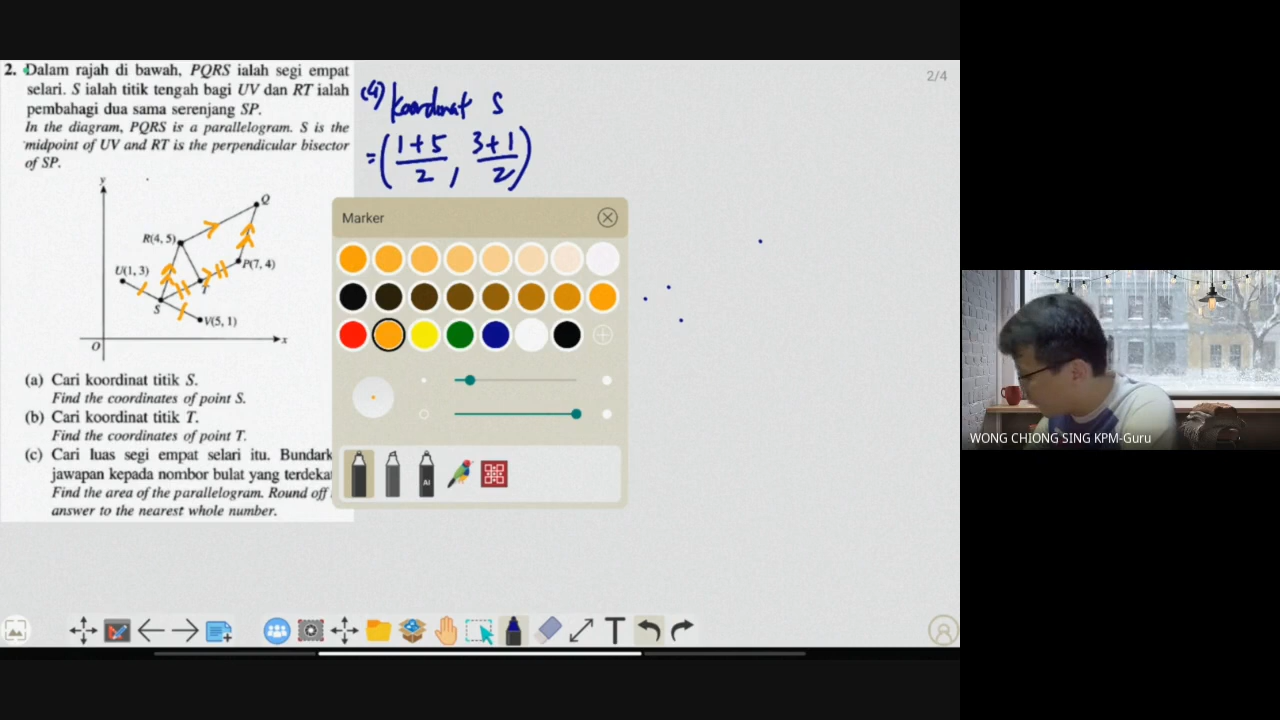 2. Dalam rajah di bawah, PQRS ialah segi empat
selari. S ialah titik tengah bagi UV dan RT ialah
pembahagi dua sama serenjang SP.
In the diagram, PQRS is a parallelogram. S is the
midpoint of UV and RT is the perpendicular bisector
of SP.
y
Q
R(4, 5)
U(1, 3)
P(7, 4)
T
S
V(5, 1)
O
x
(a) Cari koordinat titik S.
Find the coordinates of point S.
(b) Cari koordinat titik T.
Find the coordinates of point T.
(c) Cari luas segi empat selari itu. Bundark
jawapan kepada nombor bulat yang terdeka
Find the area of the parallelogram. Round off
answer to the nearest whole number.
(a) Koordinat S
= (1+5/2, 3+1/2)
2/4
Marker
AI
T
WONG CHIONG SING KPM-Guru